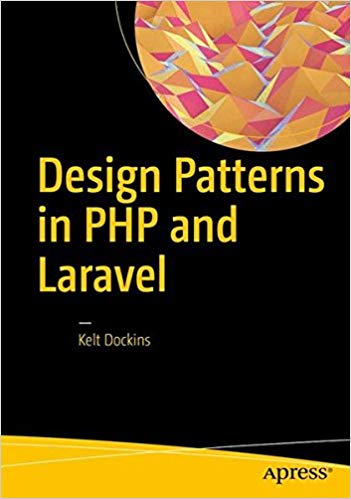 Design Patterns
in PHP and
Laravel
—
Kelt Dockins
Apress®